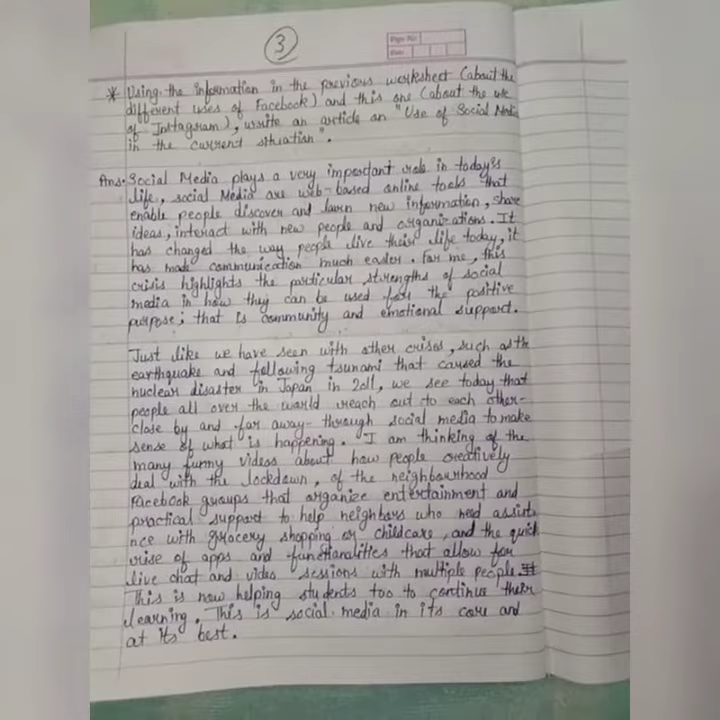 3
Page No:
Date:
* Using the information in the previous worksheet (about the
different uses of Facebook) and this one (about the use
of Instagram), write an article on "Use of Social Media
in the current situation".
Ans. Social Media plays a very important role in today's
life, social Media are web-based online tools that
enable people discover and learn new information, share
ideas, interact with new people and organizations. It
has changed the way people live their life today, it
has made communication much easier. For me, this
crisis highlights the particular strengths of social
media in how they can be used for the positive
purpose; that is community and emotional support.
Just like we have seen with other crises, such as the
earthquake and following tsunami that caused the
nuclear disaster in Japan in 2011, we see today that
people all over the world reach out to each other-
close by and far away- through social media to make
sense of what is happening. I am thinking of the
many funny videos about how people creatively
deal with the lockdown, of the neighbourhood
Facebook groups that organize entertainment and
practical support to help neighbors who need assist-
nce with grocery shopping or childcare, and the quick
rise of apps and functionalities that allow for
live chat and video sessions with multiple people.
This is now helping students too to continue their
learning. This is social media in its core and
at its best.